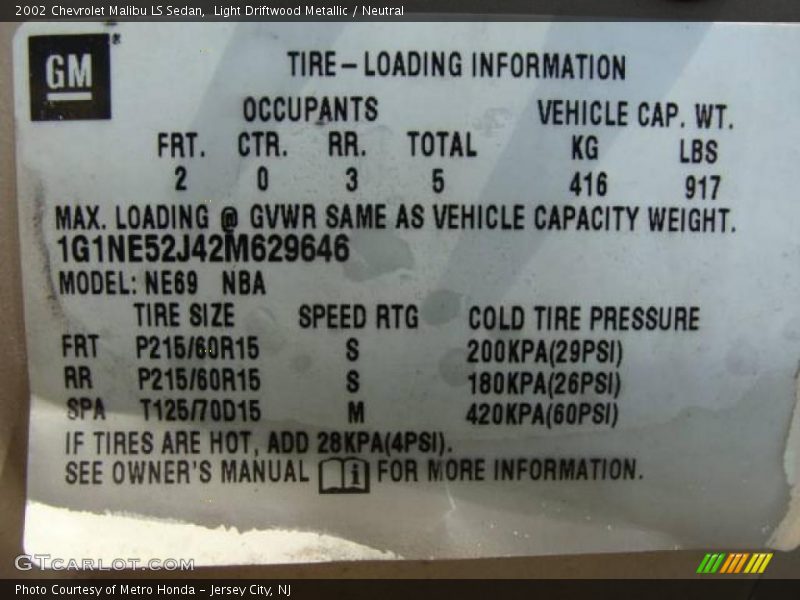 2002 Chevrolet Malibu LS Sedan,  Light Driftwood Metallic / Neutral
GM
TIRE-LOADING INFORMATION
OCCUPANTS VEHICLE CAP. WT.
FRT. CTR. RR. TOTAL KG LBS
2 0 3 5 416 917
MAX. LOADING @ GVWR SAME AS VEHICLE CAPACITY WEIGHT.
1G1NE52J42M629646
MODEL: NE69 NBA
TIRE SIZE SPEED RTG COLD TIRE PRESSURE
FRT P215/60R15 S 200KPA(29PSI)
RR P215/60R15 S 180KPA(26PSI)
SPA T125/70D15 M 420KPA(60PSI)
IF TIRES ARE HOT, ADD 28KPA(4PSI).
SEE OWNER'S MANUAL i FOR MORE INFORMATION.
GTCARLOT.COM
Photo Courtesy of Metro Honda - Jersey City, NJ